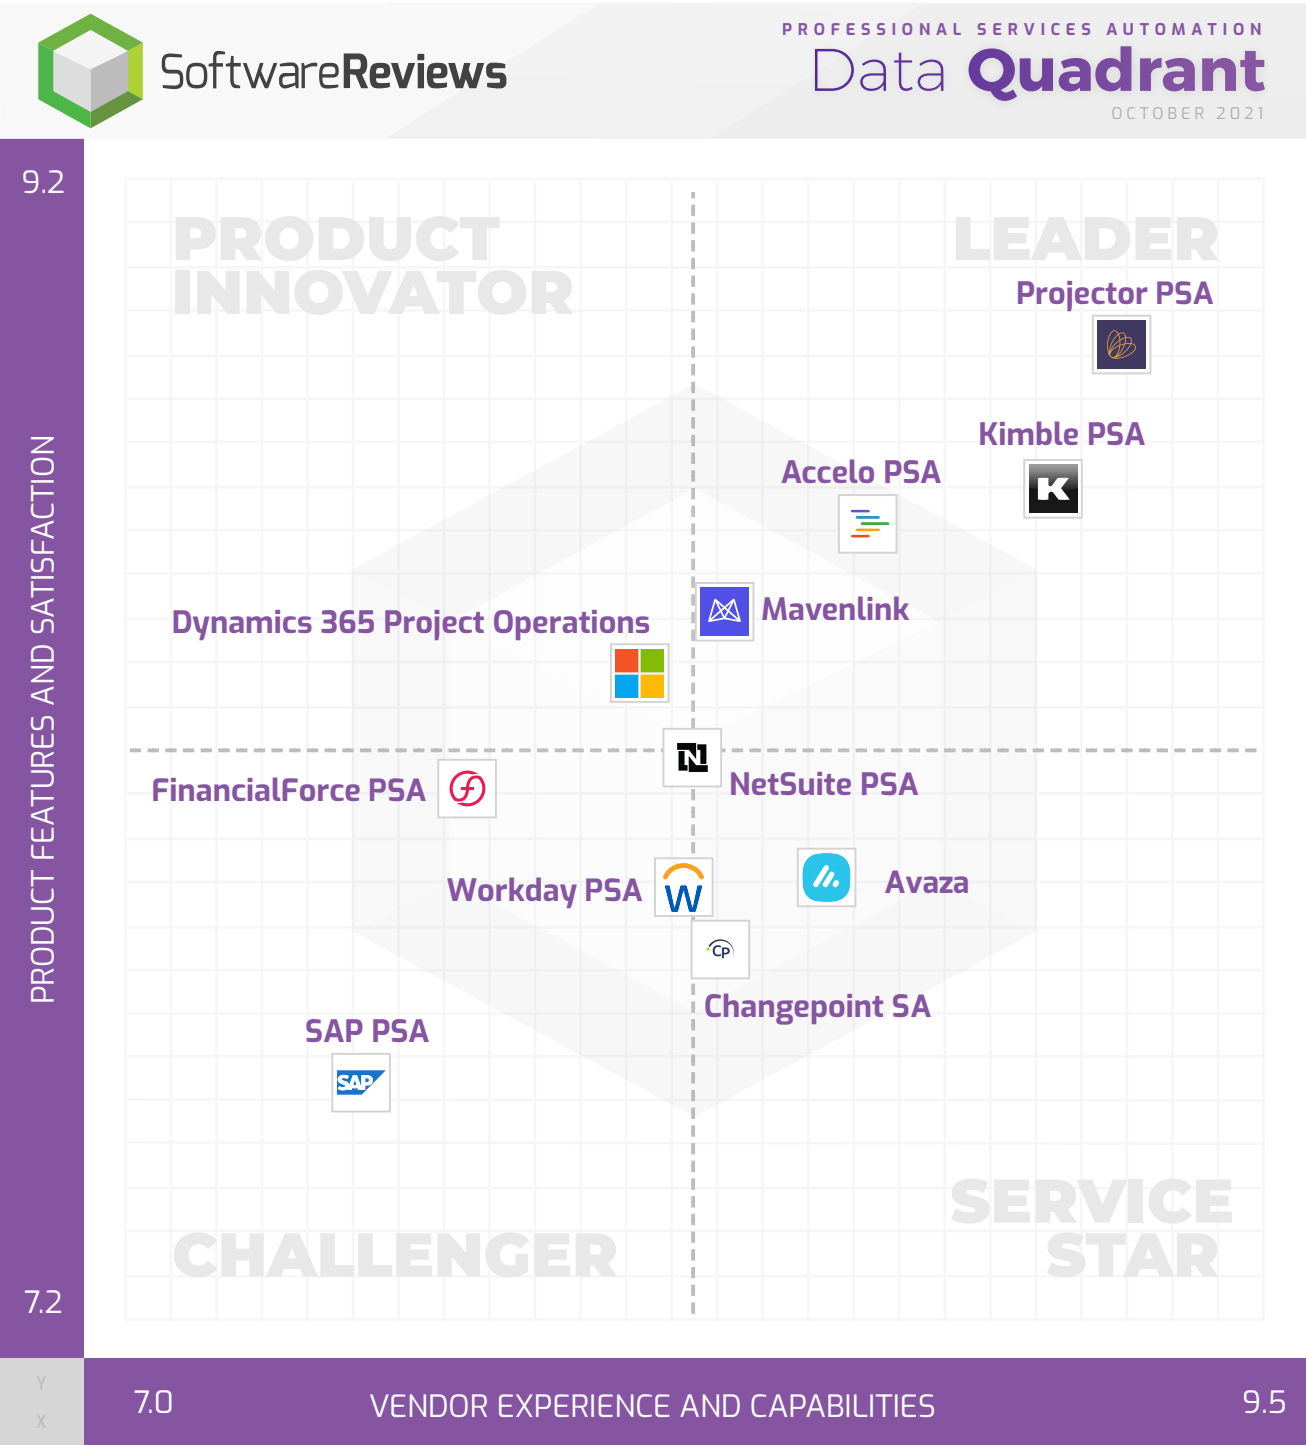 SoftwareReviews
PROFESSIONAL SERVICES AUTOMATION
Data Quadrant
OCTOBER 2021
9.2
PRODUCT FEATURES AND SATISFACTION
7.2
PRODUCT
INNOVATOR
LEADER
Projector PSA
Kimble PSA
K
Accelo PSA
Mavenlink
Dynamics 365 Project Operations
N
NetSuite PSA
FinancialForce PSA
f
Workday PSA
W
Avaza
CP
Changepoint SA
SAP PSA
SAP
CHALLENGER
SERVICE
STAR
Y
X
7.0
VENDOR EXPERIENCE AND CAPABILITIES
9.5